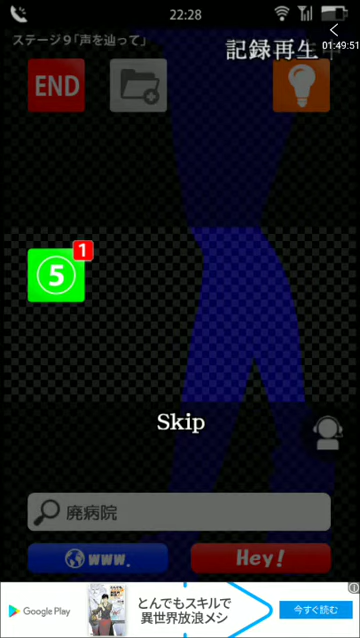 22:28
ステージ9「声を辿って」
記録再生
01:49:51
END
1
5
Skip
廃病院
www.
Hey!
Google Play
とんでもスキルで
異世界放浪メシ
今すぐ読む